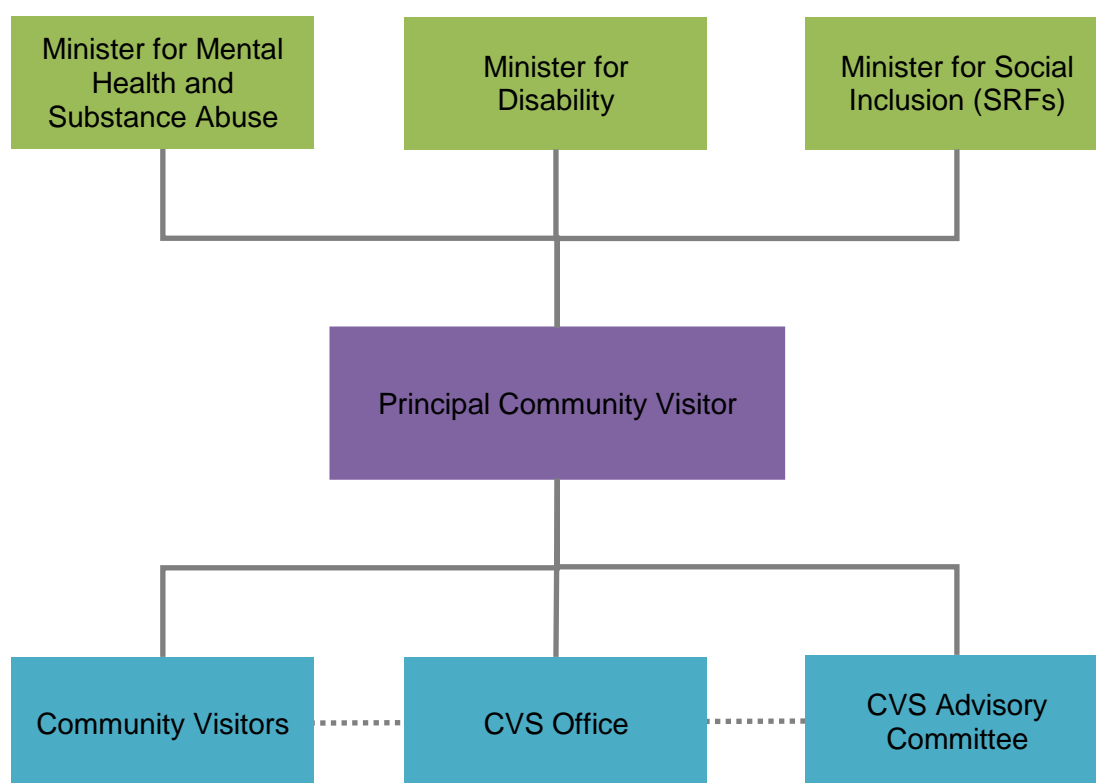 Minister for Mental
Health and
Substance Abuse
Minister for
Disability
Minister for Social
Inclusion (SRFs)
Principal Community Visitor
Community Visitors
CVS Office
CVS Advisory
Committee